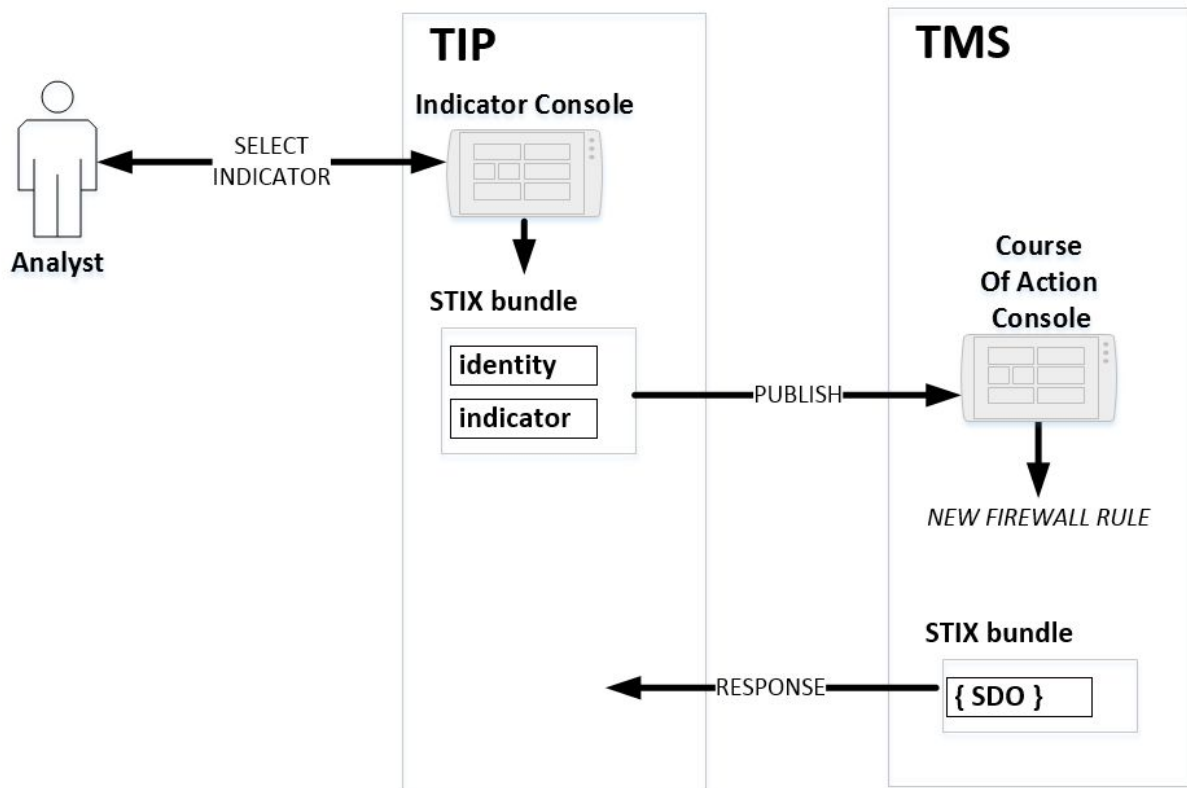 TIP
TMS
Indicator Console
SELECT
INDICATOR
Analyst
STIX bundle
identity
indicator
PUBLISH
Course
Of Action
Console
NEW FIREWALL RULE
STIX bundle
{ SDO }
RESPONSE